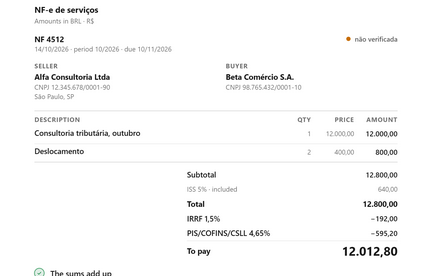 NF-e de serviços
Amounts in BRL · R$
NF 4512
não verificada
14/10/2026 · period 10/2026 · due 10/11/2026
SELLER
BUYER
Alfa Consultoria Ltda
Beta Comércio S.A.
CNPJ 12.345.678/0001-90
CNPJ 98.765.432/0001-10
São Paulo, SP
DESCRIPTION QTY PRICE AMOUNT
Consultoria tributária, outubro 1 12.000,00 12.000,00
Deslocamento 2 400,00 800,00
Subtotal 12.800,00
ISS 5% · included 640,00
Total 12.800,00
IRRF 1,5% −192,00
PIS/COFINS/CSLL 4,65% −595,20
To pay 12.012,80
The sums add up